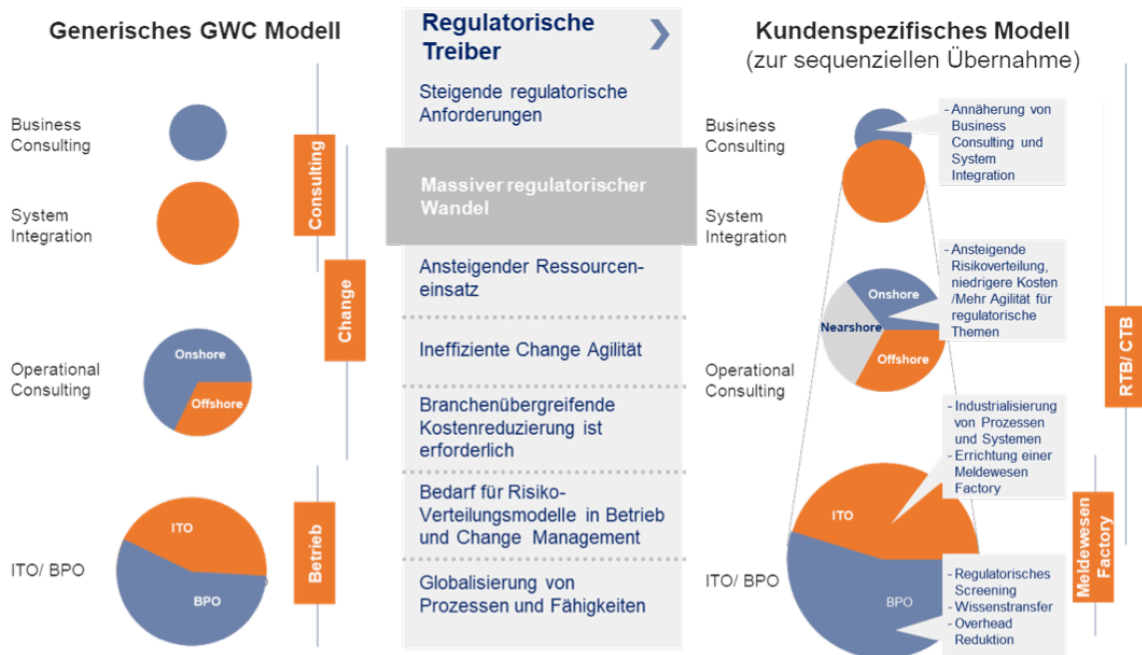 Generisches GWC Modell
Business
Consulting
System
Integration
Operational
Consulting
Onshore
Offshore
ITO/ BPO
ITO
BPO
Consulting
Change
Betrieb
Regulatorische
Treiber
Steigende regulatorische
Anforderungen
Massiver regulatorischer
Wandel
Ansteigender Ressourcen-
einsatz
Ineffiziente Change Agilität
Branchenübergreifende
Kostenreduzierung ist
erforderlich
Bedarf für Risiko-
Verteilungsmodelle in Betrieb
und Change Management
Globalisierung von
Prozessen und Fähigkeiten
Kundenspezifisches Modell
(zur sequenziellen Übernahme)
Business
Consulting
- Annäherung von
Business
Consulting und
System
Integration
System
Integration
- Ansteigende
Risikoverteilung,
niedrigere Kosten
/Mehr Agilität für
regulatorische
Themen
Onshore
Nearshore
Offshore
Operational
Consulting
- Industrialisierung
von Prozessen
und Systemen
- Errichtung einer
Meldewesen
Factory
ITO
ITO/ BPO
BPO
- Regulatorisches
Screening
- Wissenstransfer
- Overhead
Reduktion
RTB/ CTB
Meldewesen
Factory